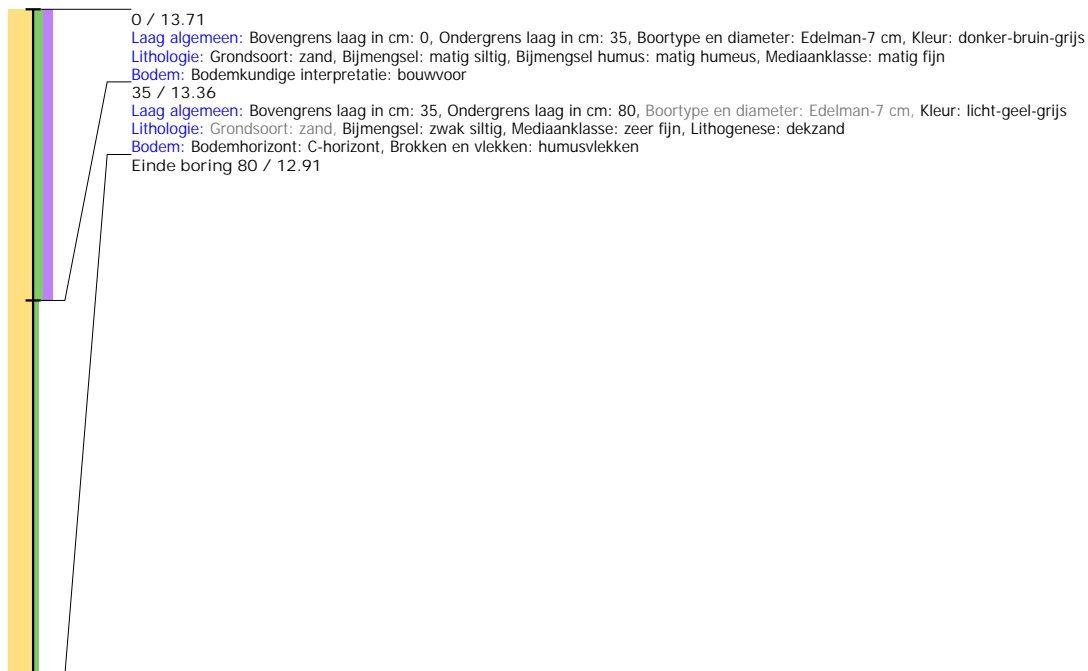 0 / 13.71
Laag algemeen: Bovengrens laag in cm: 0, Ondergrens laag in cm: 35, Boortype en diameter: Edelman-7 cm, Kleur: donker-bruin-grijs
Lithologie: Grondsoort: zand, Bijmengsel: matig siltig, Bijmengsel humus: matig humeus, Mediaanklasse: matig fijn
Bodem: Bodemkundige interpretatie: bouwvoor
35 / 13.36
Laag algemeen: Bovengrens laag in cm: 35, Ondergrens laag in cm: 80, Boortype en diameter: Edelman-7 cm, Kleur: licht-geel-grijs
Lithologie: Grondsoort: zand, Bijmengsel: zwak siltig, Mediaanklasse: zeer fijn, Lithogenese: dekzand
Bodem: Bodemhorizont: C-horizont, Brokken en vlekken: humusvlekken
Einde boring 80 / 12.91